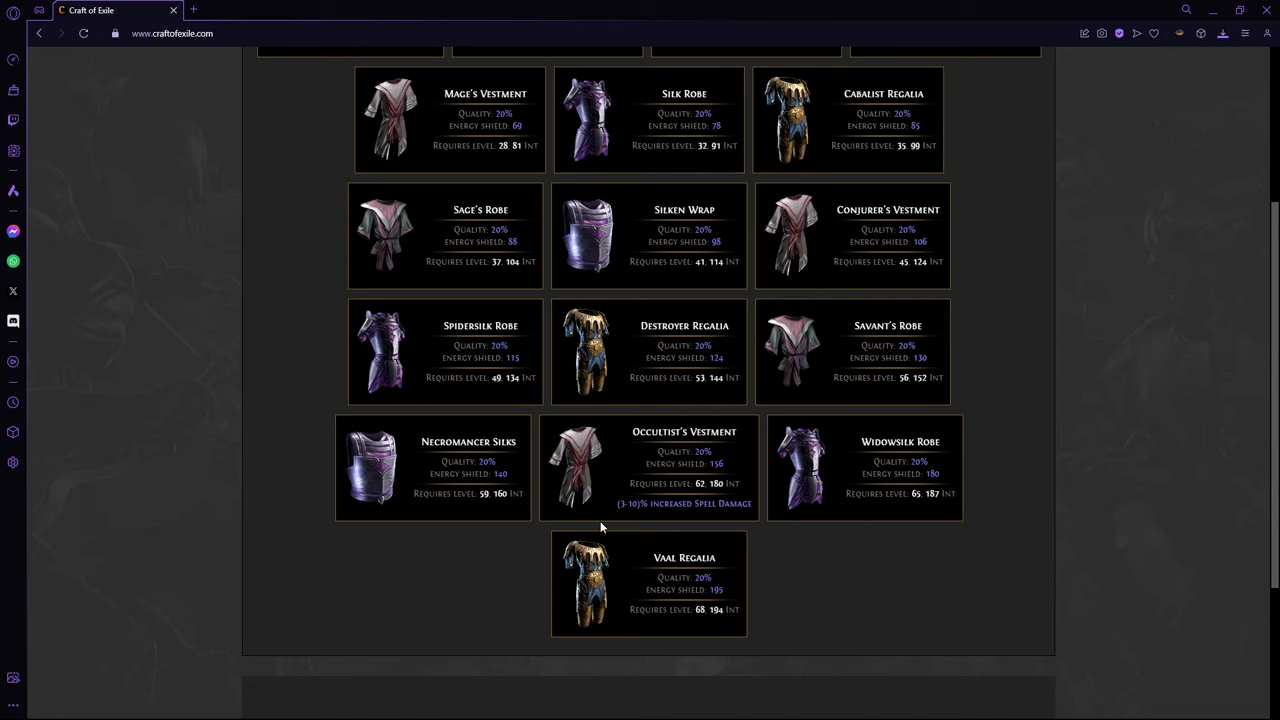 Craft of Exile
www.craftofexile.com
Mage's Vestment
Quality: 20%
Energy Shield: 69
Requires Level: 28, 81 Int
Silk Robe
Quality: 20%
Energy Shield: 78
Requires Level: 32, 91 Int
Cabalist Regalia
Quality: 20%
Energy Shield: 85
Requires Level: 35, 99 Int
Sage's Robe
Quality: 20%
Energy Shield: 88
Requires Level: 37, 104 Int
Silken Wrap
Quality: 20%
Energy Shield: 98
Requires Level: 41, 114 Int
Conjurer's Vestment
Quality: 20%
Energy Shield: 106
Requires Level: 45, 124 Int
Spidersilk Robe
Quality: 20%
Energy Shield: 115
Requires Level: 49, 134 Int
Destroyer Regalia
Quality: 20%
Energy Shield: 124
Requires Level: 53, 144 Int
Savant's Robe
Quality: 20%
Energy Shield: 130
Requires Level: 56, 152 Int
Necromancer Silks
Quality: 20%
Energy Shield: 140
Requires Level: 59, 160 Int
Occultist's Vestment
Quality: 20%
Energy Shield: 156
Requires Level: 62, 180 Int
(3-10)% increased Spell Damage
Widowsilk Robe
Quality: 20%
Energy Shield: 180
Requires Level: 65, 187 Int
Vaal Regalia
Quality: 20%
Energy Shield: 195
Requires Level: 68, 194 Int